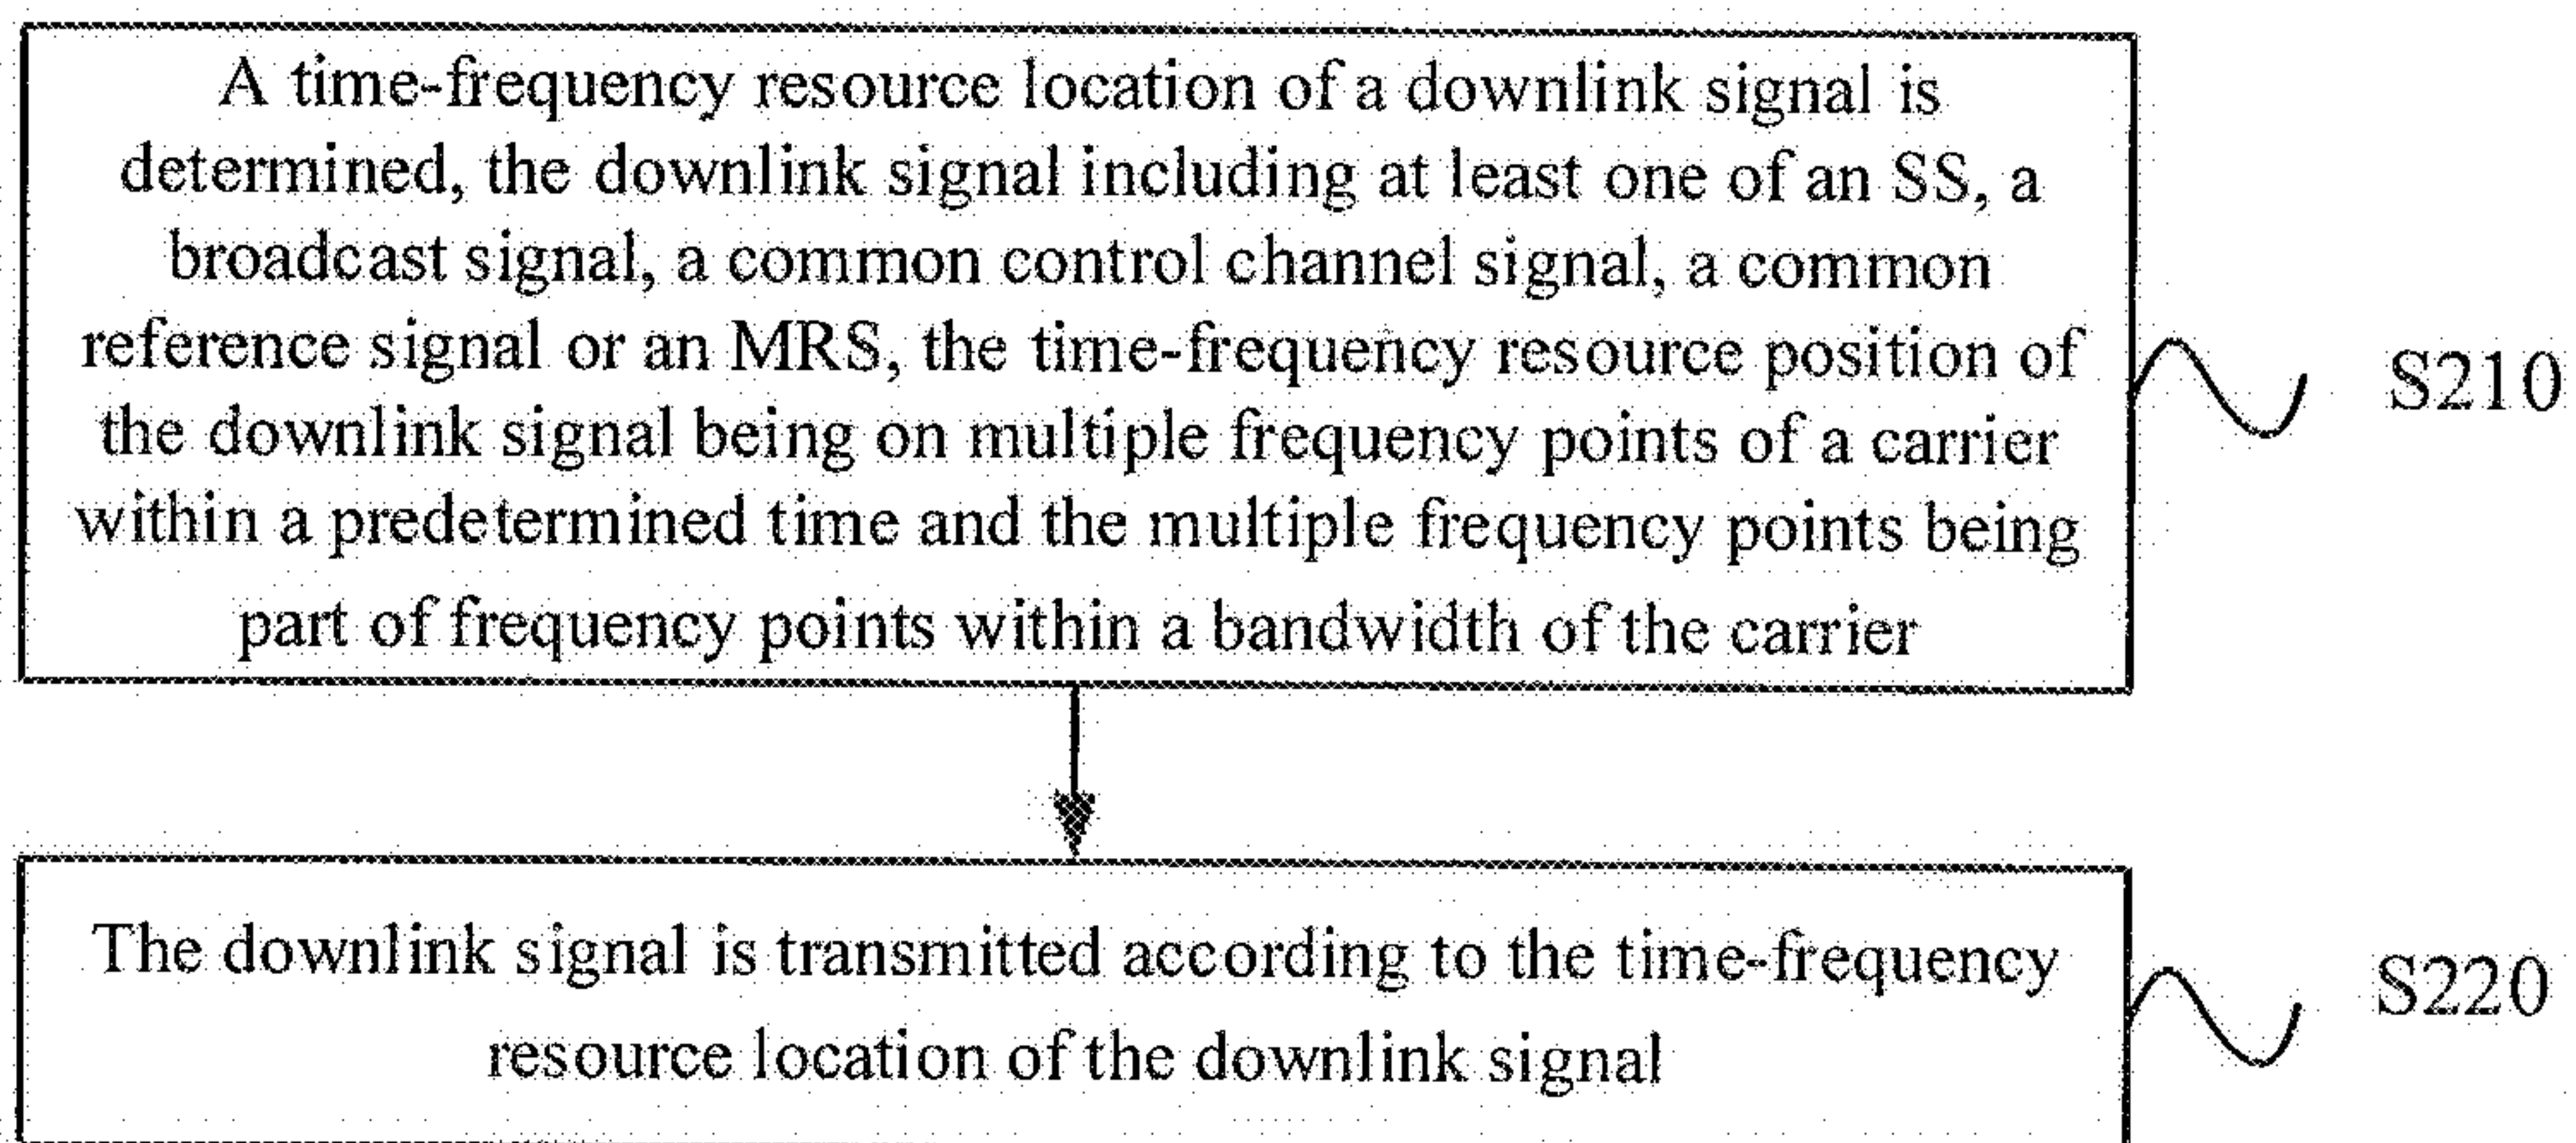 A time-frequency resource location of a downlink signal is
determined, the downlink signal including at least one of an SS, a
broadcast signal, a common control channel signal, a common
reference signal or an MRS, the time-frequency resource position of
the downlink signal being on multiple frequency points of a carrier
within a predetermined time and the multiple frequency points being
part of frequency points within a bandwidth of the carrier
S210
The downlink signal is transmitted according to the time-frequency
resource location of the downlink signal
S220